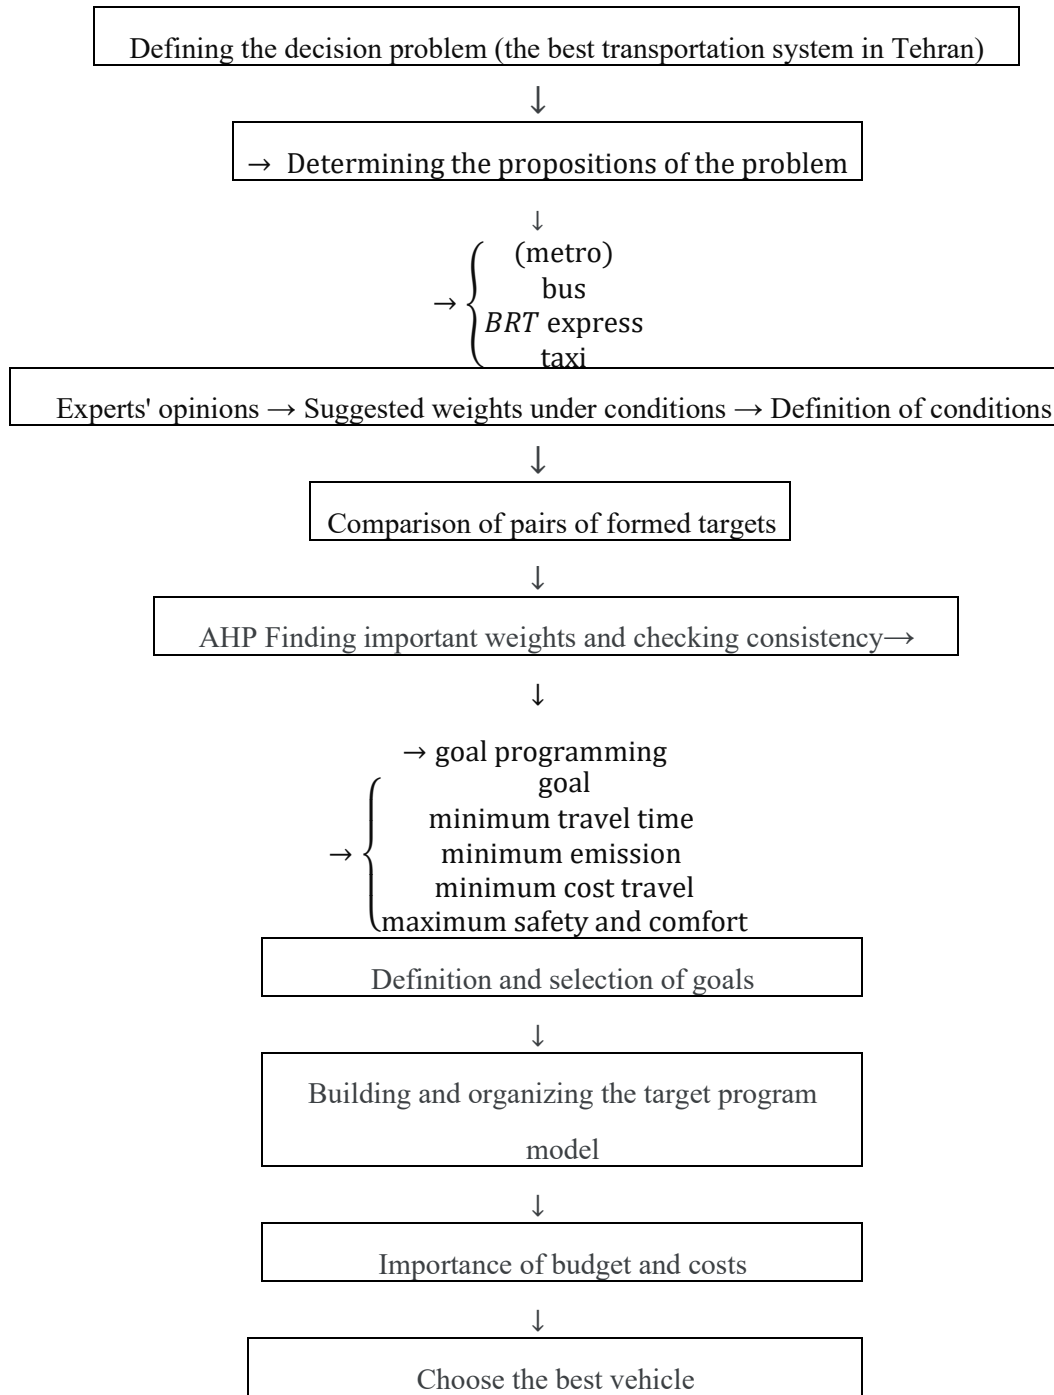 Defining the decision problem (the best transportation system in Tehran)
↓
→ Determining the propositions of the problem
↓
(metro)
bus
→ { BRT express
taxi
Experts' opinions → Suggested weights under conditions → Definition of conditions
↓
Comparison of pairs of formed targets
↓
AHP Finding important weights and checking consistency→
↓
→ goal programming
goal
minimum travel time
→ { minimum emission
minimum cost travel
maximum safety and comfort
Definition and selection of goals
↓
Building and organizing the target program
model
↓
Importance of budget and costs
↓
Choose the best vehicle